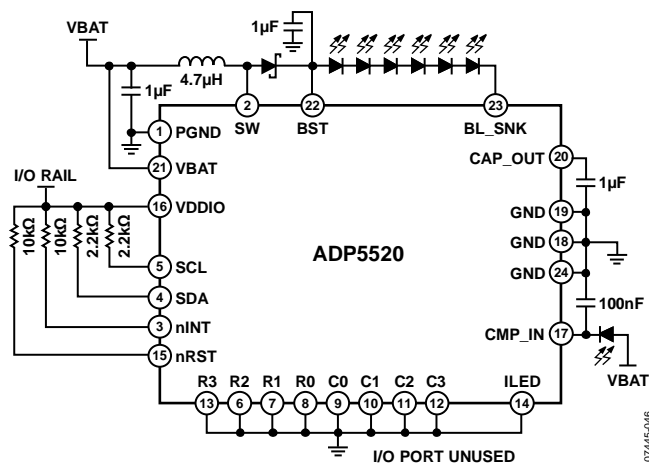 VBAT
1µF
4.7µH
1µF
2
SW
22
BST
23
BL_SNK
1
PGND
21
VBAT
I/O RAIL
16
VDDIO
10kΩ
10kΩ
2.2kΩ
2.2kΩ
5
SCL
4
SDA
3
nINT
15
nRST
ADP5520
CAP_OUT
20
1µF
GND
19
GND
18
GND
24
100nF
CMP_IN
17
VBAT
R3
R2
R1
R0
C0
C1
C2
C3
ILED
13
6
7
8
9
10
11
12
14
I/O PORT UNUSED
07445-046